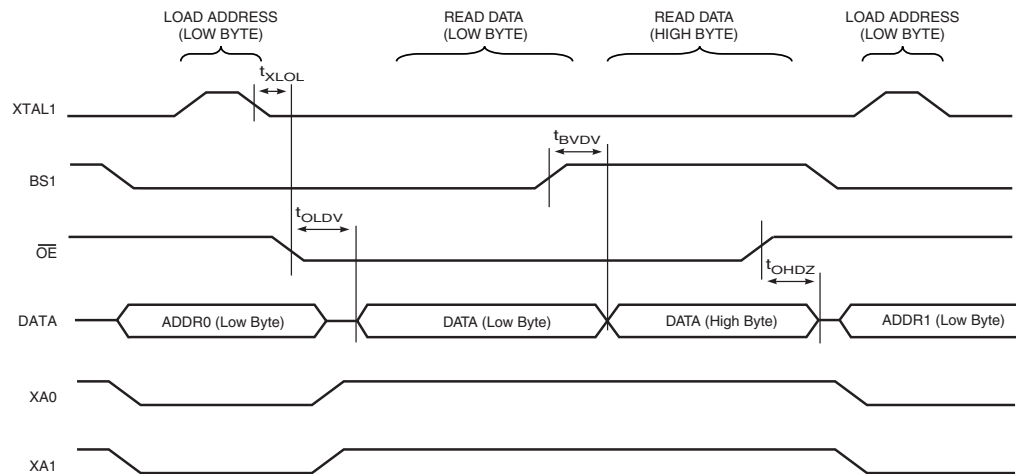 LOAD ADDRESS
(LOW BYTE)
READ DATA
(LOW BYTE)
READ DATA
(HIGH BYTE)
LOAD ADDRESS
(LOW BYTE)
tXLOL
XTAL1
tBVDV
BS1
tOLDV
OE
tOHDZ
DATA
ADDR0 (Low Byte)
DATA (Low Byte)
DATA (High Byte)
ADDR1 (Low Byte)
XA0
XA1